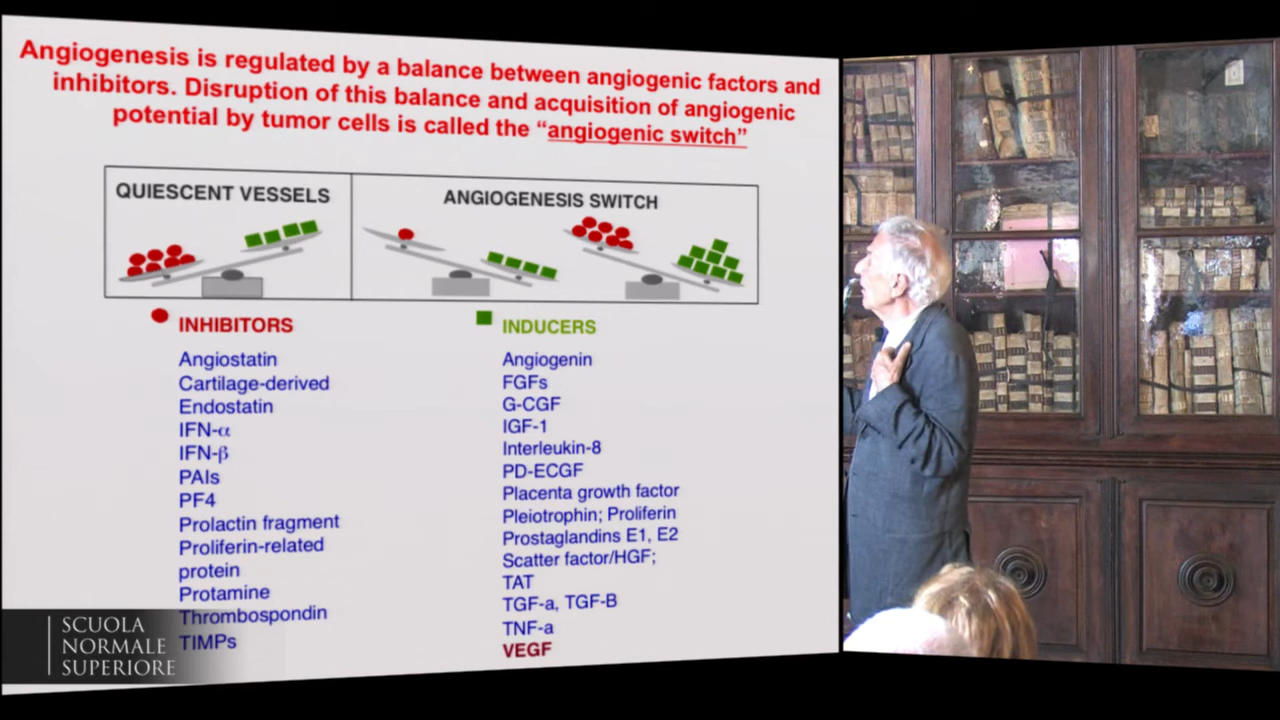 Angiogenesis is regulated by a balance between angiogenic factors and
inhibitors. Disruption of this balance and acquisition of angiogenic
potential by tumor cells is called the “angiogenic switch”
QUIESCENT VESSELS
ANGIOGENESIS SWITCH
INHIBITORS
Angiostatin
Cartilage-derived
Endostatin
IFN-α
IFN-β
PAIs
PF4
Prolactin fragment
Proliferin-related
protein
Protamine
Thrombospondin
TIMPs
INDUCERS
Angiogenin
FGFs
G-CGF
IGF-1
Interleukin-8
PD-ECGF
Placenta growth factor
Pleiotrophin; Proliferin
Prostaglandins E1, E2
Scatter factor/HGF;
TAT
TGF-a, TGF-B
TNF-a
VEGF
SCUOLA
NORMALE
SUPERIORE